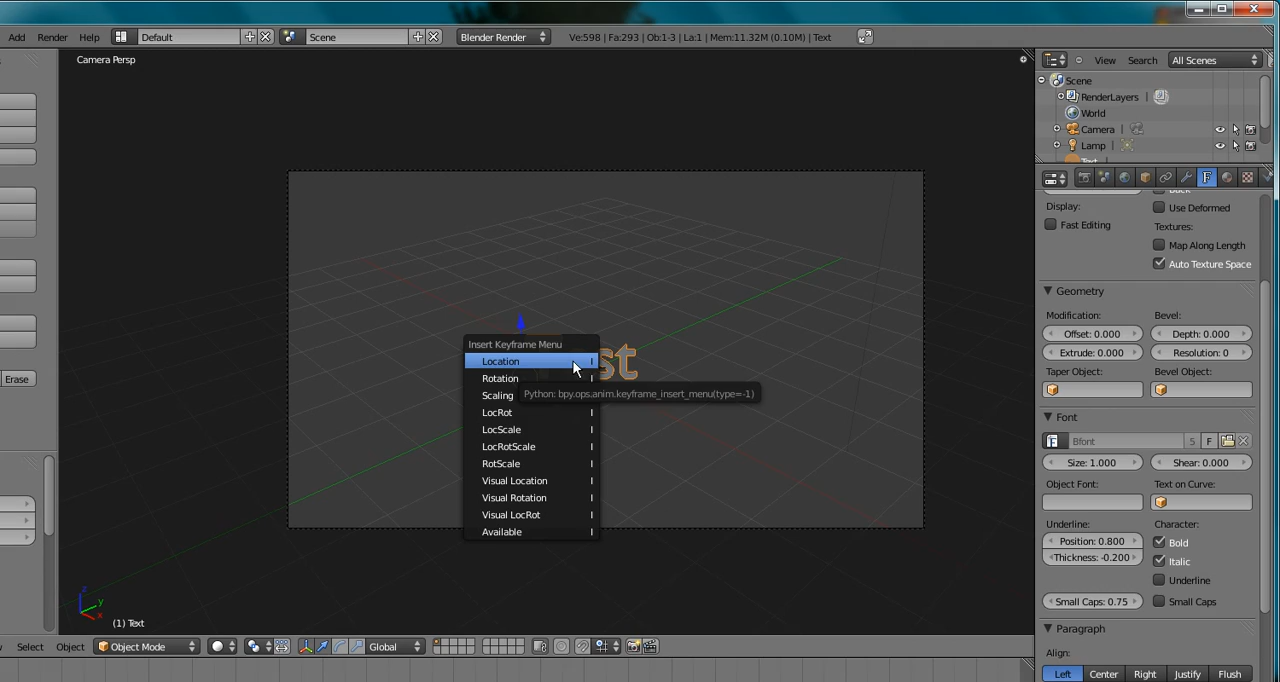 Add Render Help Default Scene Blender Render Ve:598 | Fa:293 | Ob:1-3 | La:1 | Mem:11.32M (0.10M) | Text
Camera Persp
View Search All Scenes
Scene
RenderLayers |
World
Camera |
Lamp |
Display:
Fast Editing
Use Deformed
Textures:
Map Along Length
Auto Texture Space
Geometry
Modification:
Bevel:
Offset: 0.000
Depth: 0.000
Extrude: 0.000
Resolution: 0
Taper Object:
Bevel Object:
Font
F Bfont 5 F
Size: 1.000
Shear: 0.000
Object Font:
Text on Curve:
Underline:
Character:
Position: 0.800
Bold
Thickness: -0.200
Italic
Underline
Small Caps: 0.75
Small Caps
Paragraph
Align:
Left Center Right Justify Flush
Erase
Insert Keyframe Menu
Location I
Rotation I
Scaling
LocRot I
LocScale I
LocRotScale I
RotScale I
Visual Location I
Visual Rotation I
Visual LocRot I
Available I
Python: bpy.ops.anim.keyframe_insert_menu(type=-1)
st
z
y
x
(1) Text
Select Object Object Mode Global